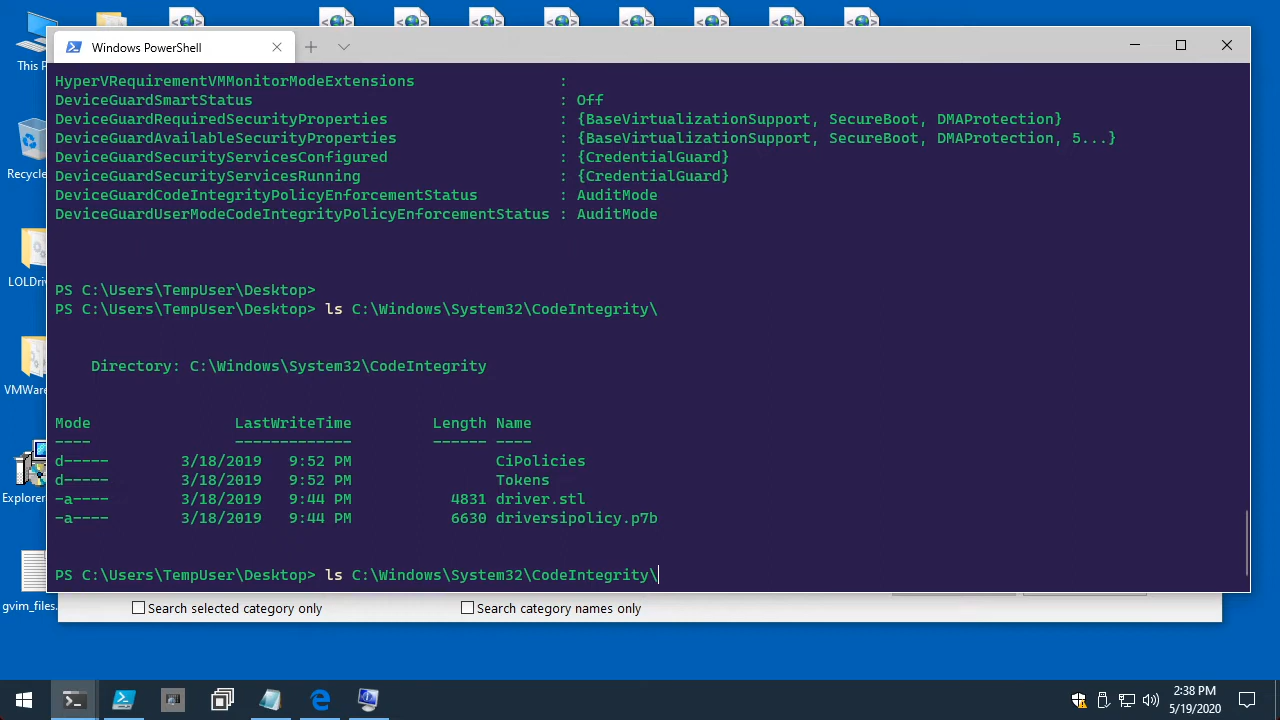 This P
Windows PowerShell
HyperVRequirementVMMonitorModeExtensions :
DeviceGuardSmartStatus : Off
DeviceGuardRequiredSecurityProperties : {BaseVirtualizationSupport, SecureBoot, DMAProtection}
DeviceGuardAvailableSecurityProperties : {BaseVirtualizationSupport, SecureBoot, DMAProtection, 5...}
DeviceGuardSecurityServicesConfigured : {CredentialGuard}
DeviceGuardSecurityServicesRunning : {CredentialGuard}
DeviceGuardCodeIntegrityPolicyEnforcementStatus : AuditMode
DeviceGuardUserModeCodeIntegrityPolicyEnforcementStatus : AuditMode
PS C:\Users\TempUser\Desktop>
PS C:\Users\TempUser\Desktop> ls C:\Windows\System32\CodeIntegrity\
Directory: C:\Windows\System32\CodeIntegrity
Mode LastWriteTime Length Name
---- ------------- ------ ----
d----- 3/18/2019 9:52 PM CiPolicies
d----- 3/18/2019 9:52 PM Tokens
-a---- 3/18/2019 9:44 PM 4831 driver.stl
-a---- 3/18/2019 9:44 PM 6630 driversipolicy.p7b
PS C:\Users\TempUser\Desktop> ls C:\Windows\System32\CodeIntegrity\
Recycle
LOLDri
VMWare
Explorer
gvim_files.
Search selected category only
Search category names only
2:38 PM
5/19/2020